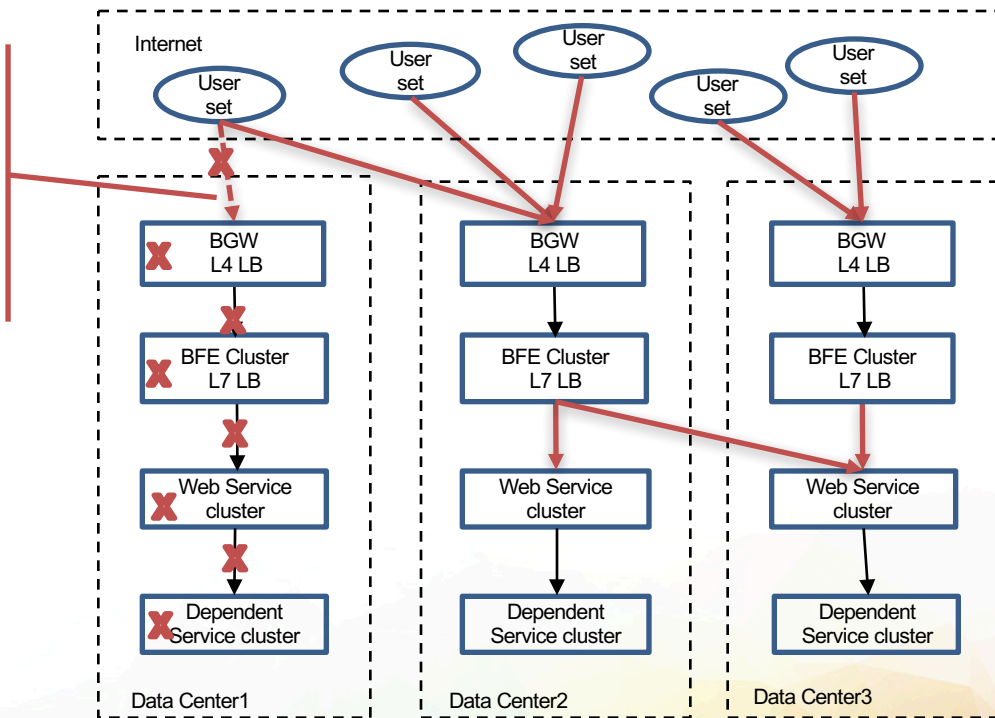 Internet
User
set
User
set
User
set
User
set
User
set
BGW
L4 LB
BFE Cluster
L7 LB
Web Service
cluster
Dependent
Service cluster
Data Center1
BGW
L4 LB
BFE Cluster
L7 LB
Web Service
cluster
Dependent
Service cluster
Data Center2
BGW
L4 LB
BFE Cluster
L7 LB
Web Service
cluster
Dependent
Service cluster
Data Center3